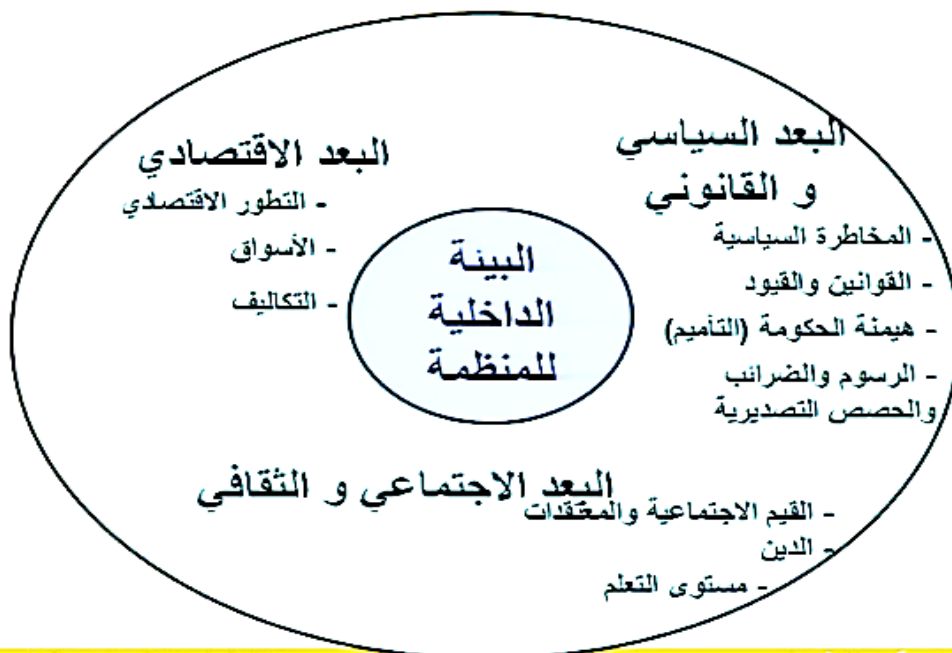 البعد السياسي
و القانوني
- المخاطرة السياسية
- القوانين والقيود
- هيمنة الحكومة (التأميم)
- الرسوم والضرائب
والحصص التصديرية
البعد الاقتصادي
- التطور الاقتصادي
- الأسواق
- التكاليف
البيئة
الداخلية
للمنظمة
البعد الاجتماعي و الثقافي
- القيم الاجتماعية والمعتقدات
- الدين
- مستوى التعلم